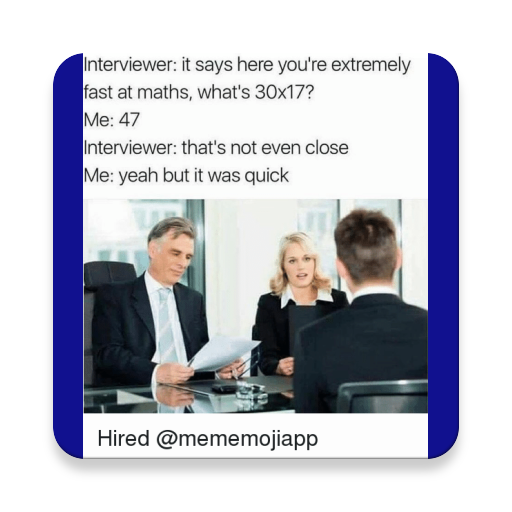 Interviewer: it says here you're extremely
fast at maths, what's 30x17?
Me: 47
Interviewer: that's not even close
Me: yeah but it was quick
Hired @mememojiapp